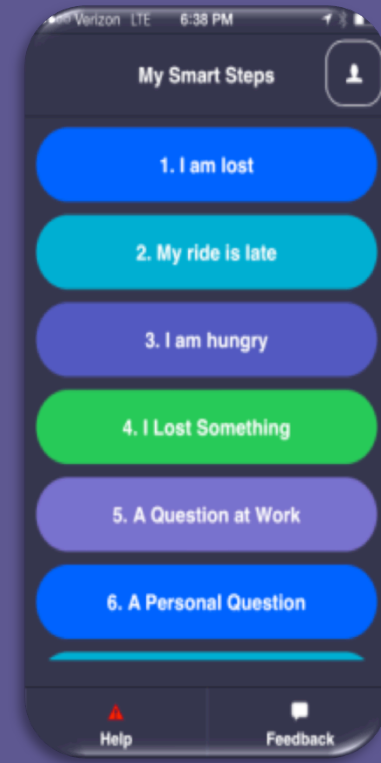 Verizon LTE 6:38 PM
My Smart Steps
1. I am lost
2. My ride is late
3. I am hungry
4. I Lost Something
5. A Question at Work
6. A Personal Question
Help Feedback